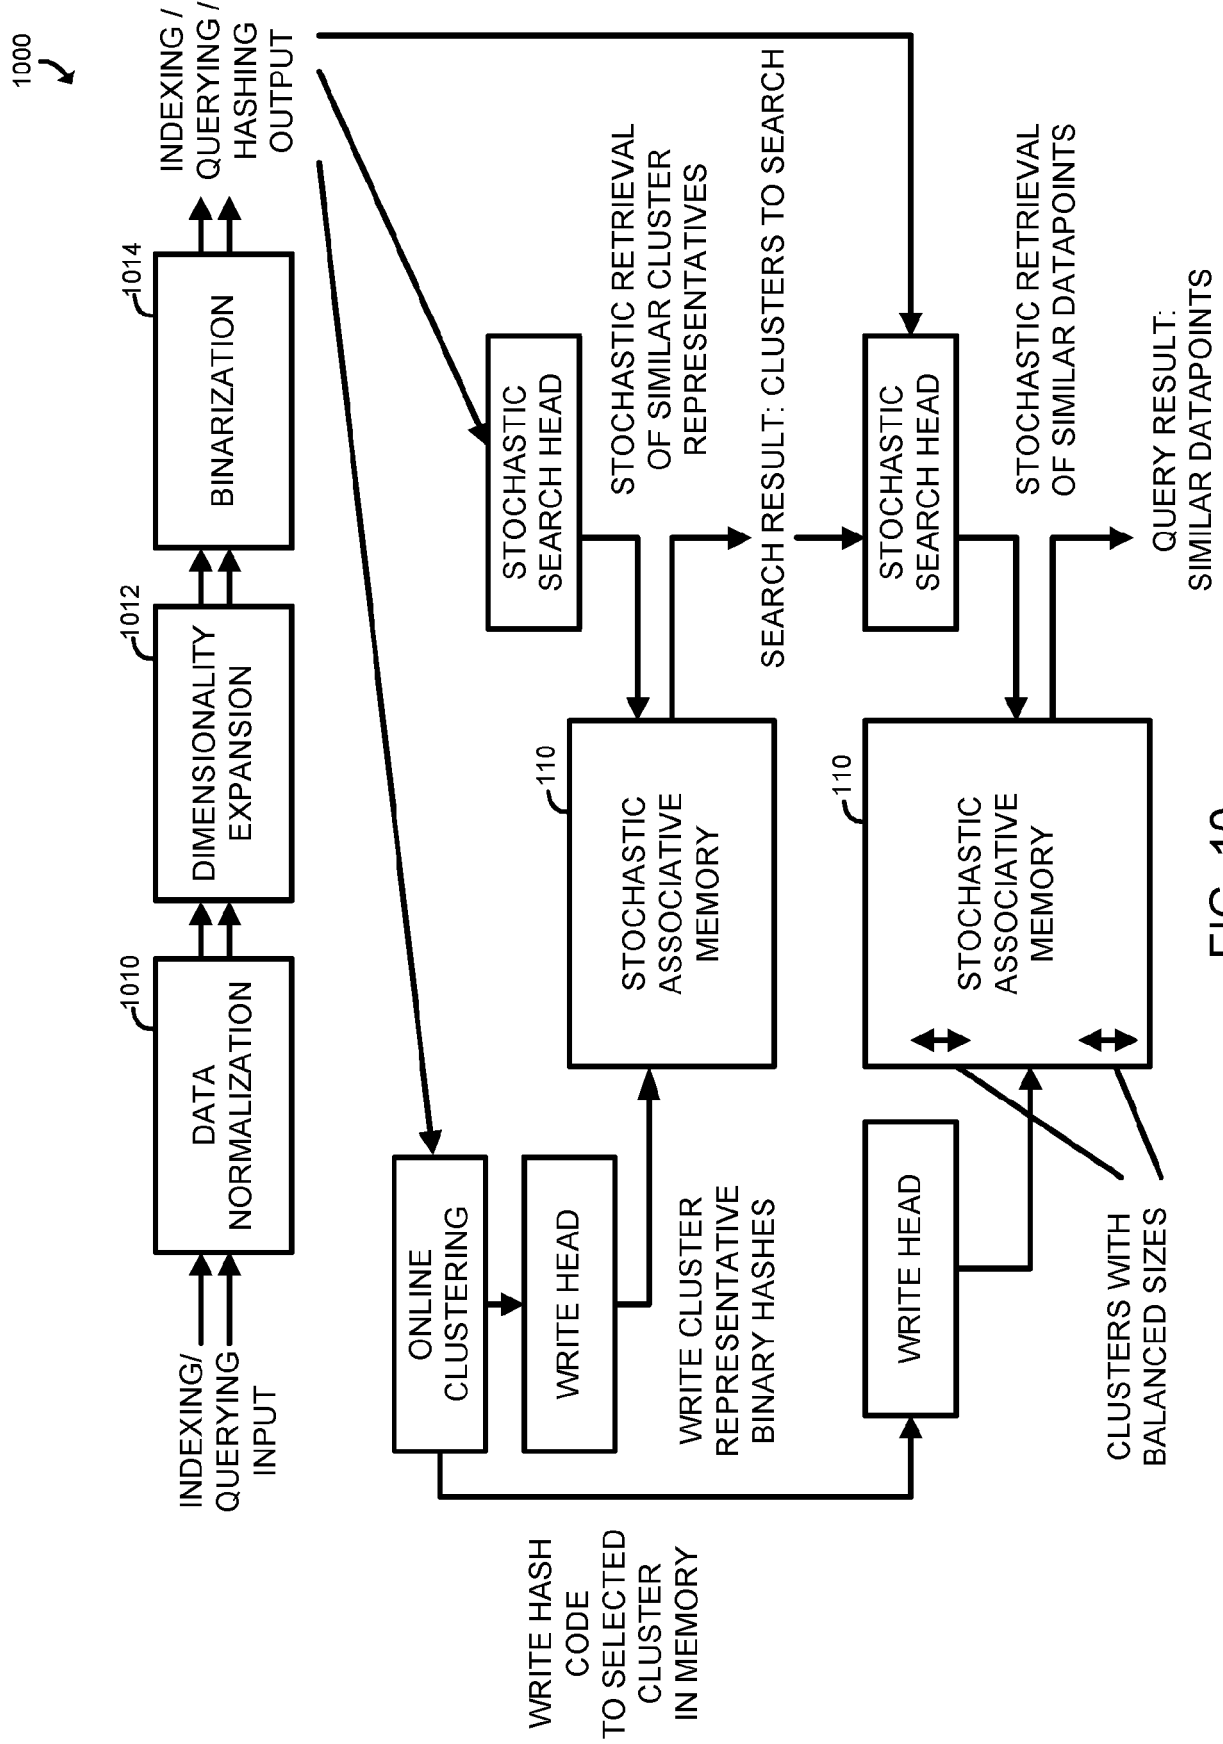 1000
INDEXING/
QUERYING
INPUT
1010
DATA
NORMALIZATION
1012
DIMENSIONALITY
EXPANSION
1014
BINARIZATION
INDEXING /
QUERYING /
HASHING
OUTPUT
ONLINE
CLUSTERING
WRITE HEAD
WRITE HASH
CODE
TO SELECTED
CLUSTER
IN MEMORY
WRITE CLUSTER
REPRESENTATIVE
BINARY HASHES
110
STOCHASTIC
ASSOCIATIVE
MEMORY
STOCHASTIC
SEARCH HEAD
STOCHASTIC RETRIEVAL
OF SIMILAR CLUSTER
REPRESENTATIVES
SEARCH RESULT: CLUSTERS TO SEARCH
WRITE HEAD
CLUSTERS WITH
BALANCED SIZES
110
STOCHASTIC
ASSOCIATIVE
MEMORY
STOCHASTIC
SEARCH HEAD
STOCHASTIC RETRIEVAL
OF SIMILAR DATAPOINTS
QUERY RESULT:
SIMILAR DATAPOINTS
FIG.